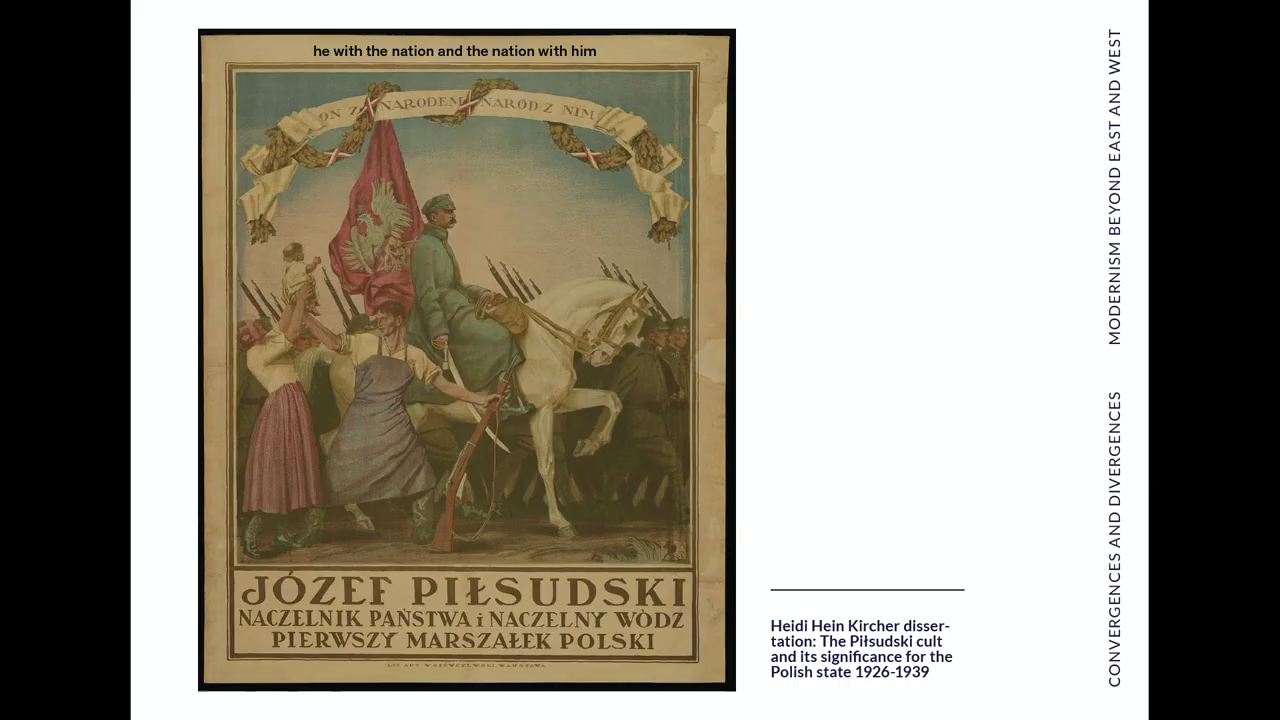 he with the nation and the nation with him
ON Z NARODEM NARÓD Z NIM
JÓZEF PIŁSUDSKI
NACZELNIK PAŃSTWA i NACZELNY WÓDZ
PIERWSZY MARSZAŁEK POLSKI
Heidi Hein Kircher disser-
tation: The Piłsudski cult
and its significance for the
Polish state 1926-1939
MODERNISM BEYOND EAST AND WEST
CONVERGENCES AND DIVERGENCES